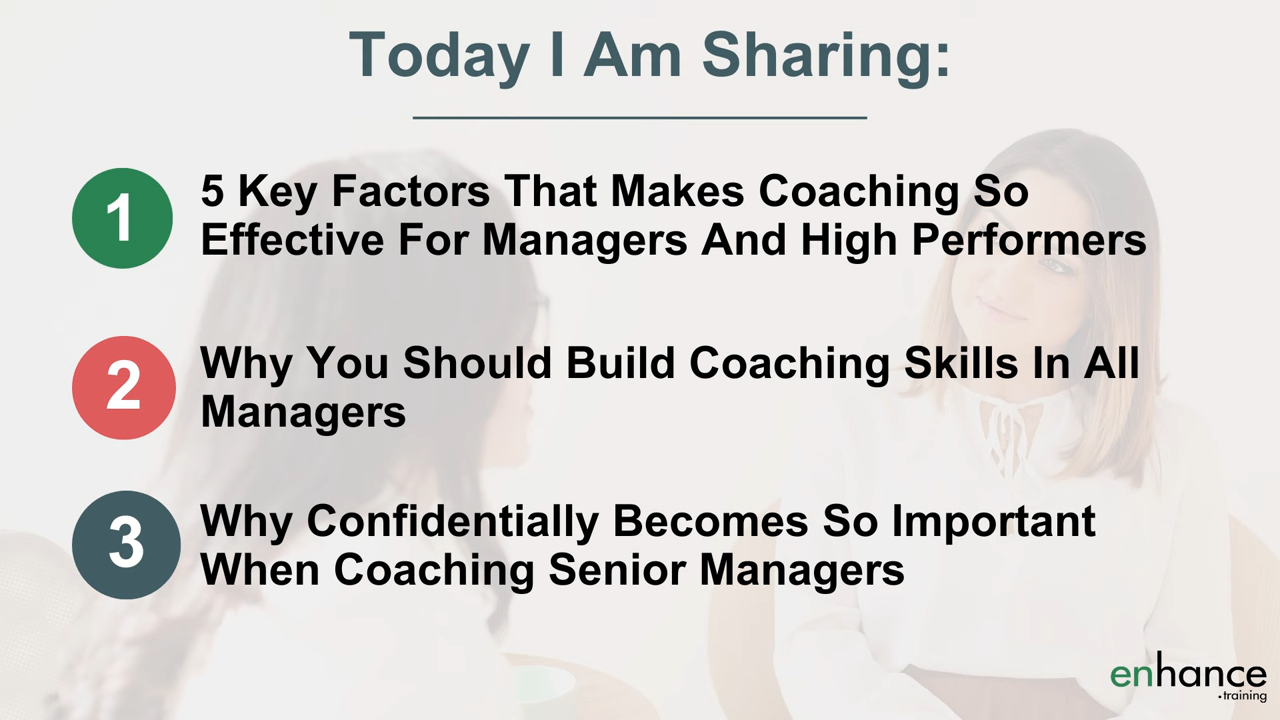 Today I Am Sharing:
1
5 Key Factors That Makes Coaching So
Effective For Managers And High Performers
2
Why You Should Build Coaching Skills In All
Managers
3
Why Confidentially Becomes So Important
When Coaching Senior Managers
enhance
.training